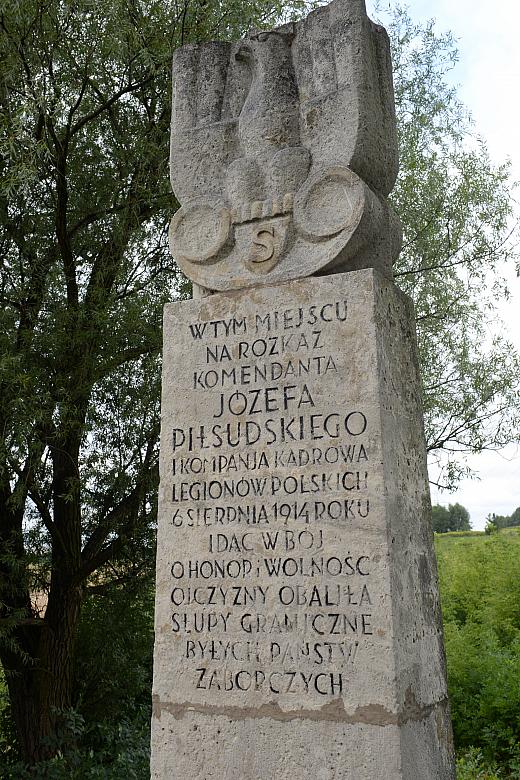 S
W TYM MIEJSCU
NA ROZKAZ
KOMENDANTA
JÓZEFA
PIŁSUDSKIEGO
I KOMPANJA KADROWA
LEGIONÓW POLSKICH
6 SIERPNIA 1914 ROKU
IDĄC W BÓJ
O HONOR i WOLNOŚĆ
OJCZYZNY OBALIŁA
SŁUPY GRANICZNE
BYŁYCH PAŃSTW
ZABORCZYCH